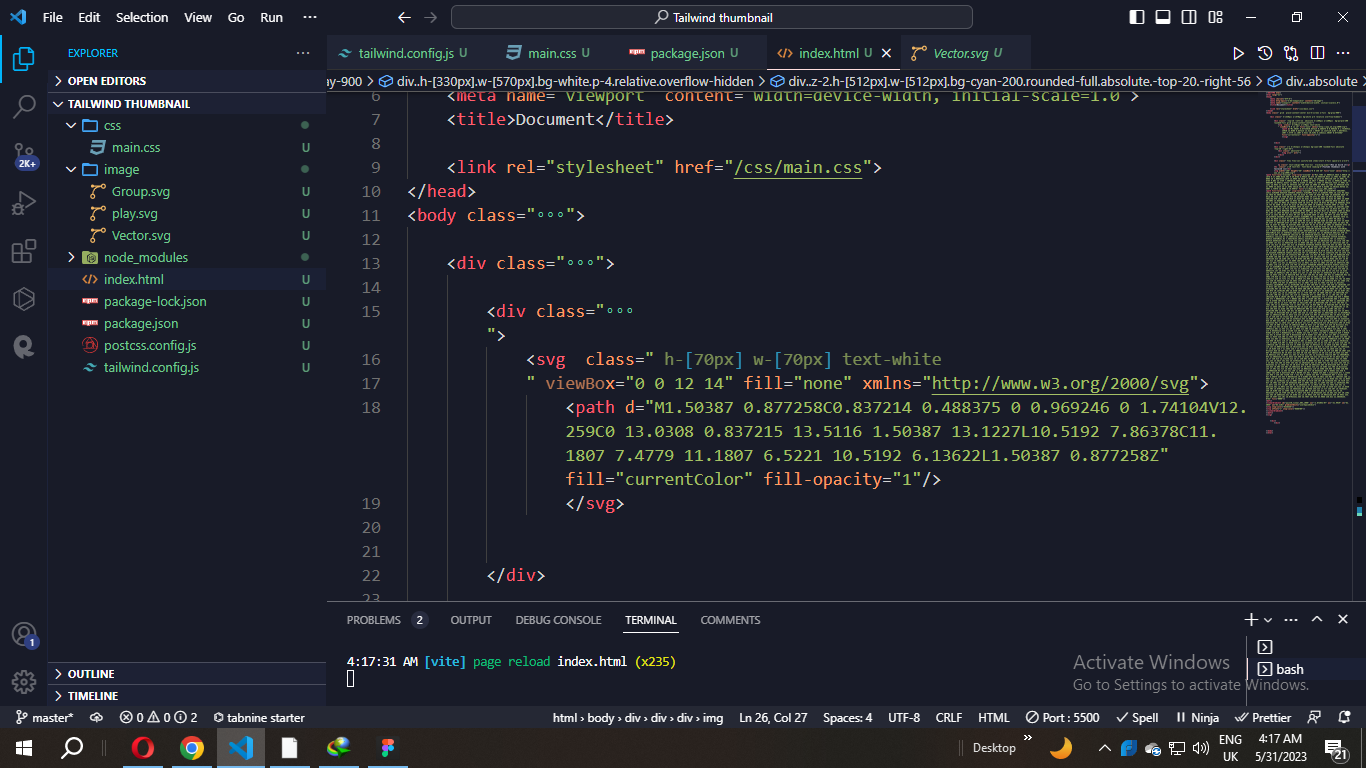 File Edit Selection View Go Run ··· Tailwind thumbnail
EXPLORER ···
tailwind.config.js U main.css U package.json U index.html U Vector.svg U
OPEN EDITORS
ay-900 > div..h-[330px].w-[570px].bg-white.p-4.relative.overflow-hidden > div..z-2.h-[512px].w-[512px].bg-cyan-200.rounded-full.absolute.-top-20.-right-56 > div..absolute >
TAILWIND THUMBNAIL
css
main.css U
image
Group.svg U
play.svg U
Vector.svg U
node_modules
index.html U
package-lock.json U
package.json U
postcss.config.js U
tailwind.config.js U
2K+
6 <meta name="viewport" content="width=device-width, initial-scale=1.0">
7 <title>Document</title>
8
9 <link rel="stylesheet" href="/css/main.css">
10 </head>
11 <body class="∘∘∘">
12
13 <div class="∘∘∘">
14
15 <div class="∘∘∘
">
16 <svg  class=" h-[70px] w-[70px] text-white
17 " viewBox="0 0 12 14" fill="none" xmlns="http://www.w3.org/2000/svg">
18 <path d="M1.50387 0.877258C0.837214 0.488375 0 0.969246 0 1.74104V12.
259C0 13.0308 0.837215 13.5116 1.50387 13.1227L10.5192 7.86378C11.
1807 7.4779 11.1807 6.5221 10.5192 6.13622L1.50387 0.877258Z"
fill="currentColor" fill-opacity="1"/>
19 </svg>
20
21
22 </div>
23
PROBLEMS 2 OUTPUT DEBUG CONSOLE TERMINAL COMMENTS
4:17:31 AM [vite] page reload index.html (x235)
bash
Activate Windows
Go to Settings to activate Windows.
1
OUTLINE
TIMELINE
master* 0 0 2 tabnine starter html › body › div › div › div › img Ln 26, Col 27 Spaces: 4 UTF-8 CRLF HTML Port : 5500 Spell Ninja Prettier
Desktop » ENG 4:17 AM
UK 5/31/2023 21